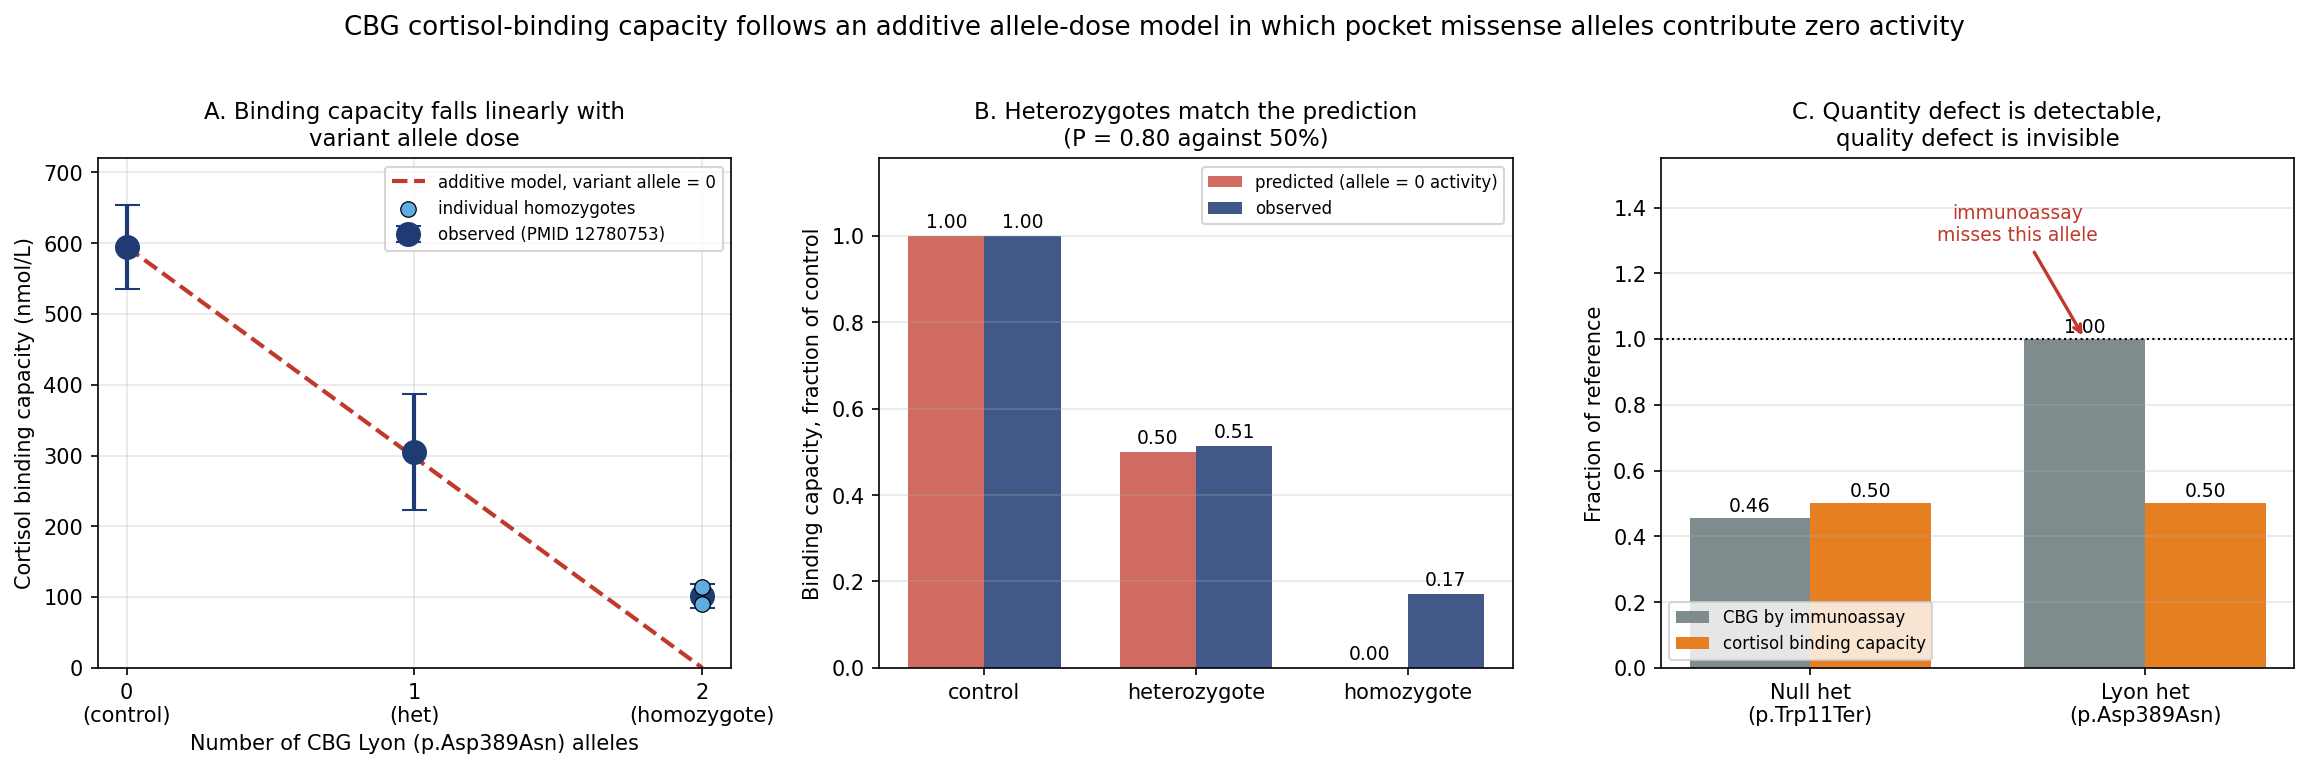 CBG cortisol-binding capacity follows an additive allele-dose model in which pocket missense alleles contribute zero activity
A. Binding capacity falls linearly with
variant allele dose
Cortisol binding capacity (nmol/L)
700
600
500
400
300
200
100
0
additive model, variant allele = 0
individual homozygotes
observed (PMID 12780753)
0
(control)
1
(het)
2
(homozygote)
Number of CBG Lyon (p.Asp389Asn) alleles
B. Heterozygotes match the prediction
(P = 0.80 against 50%)
Binding capacity, fraction of control
1.0
0.8
0.6
0.4
0.2
0.0
predicted (allele = 0 activity)
observed
1.00
1.00
0.50
0.51
0.00
0.17
control
heterozygote
homozygote
C. Quantity defect is detectable,
quality defect is invisible
Fraction of reference
1.4
1.2
1.0
0.8
0.6
0.4
0.2
0.0
immunoassay
misses this allele
1.00
0.46
0.50
0.50
CBG by immunoassay
cortisol binding capacity
Null het
(p.Trp11Ter)
Lyon het
(p.Asp389Asn)